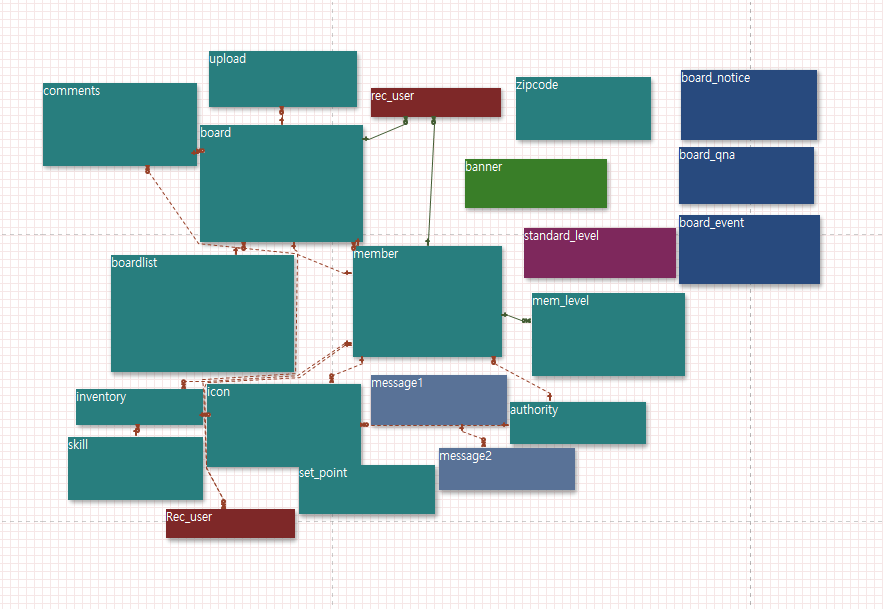 upload
comments
rec_user
zipcode
board_notice
board
board_qna
banner
board_event
standard_level
member
boardlist
mem_level
message1
icon
inventory
authority
skill
message2
set_point
Rec_user